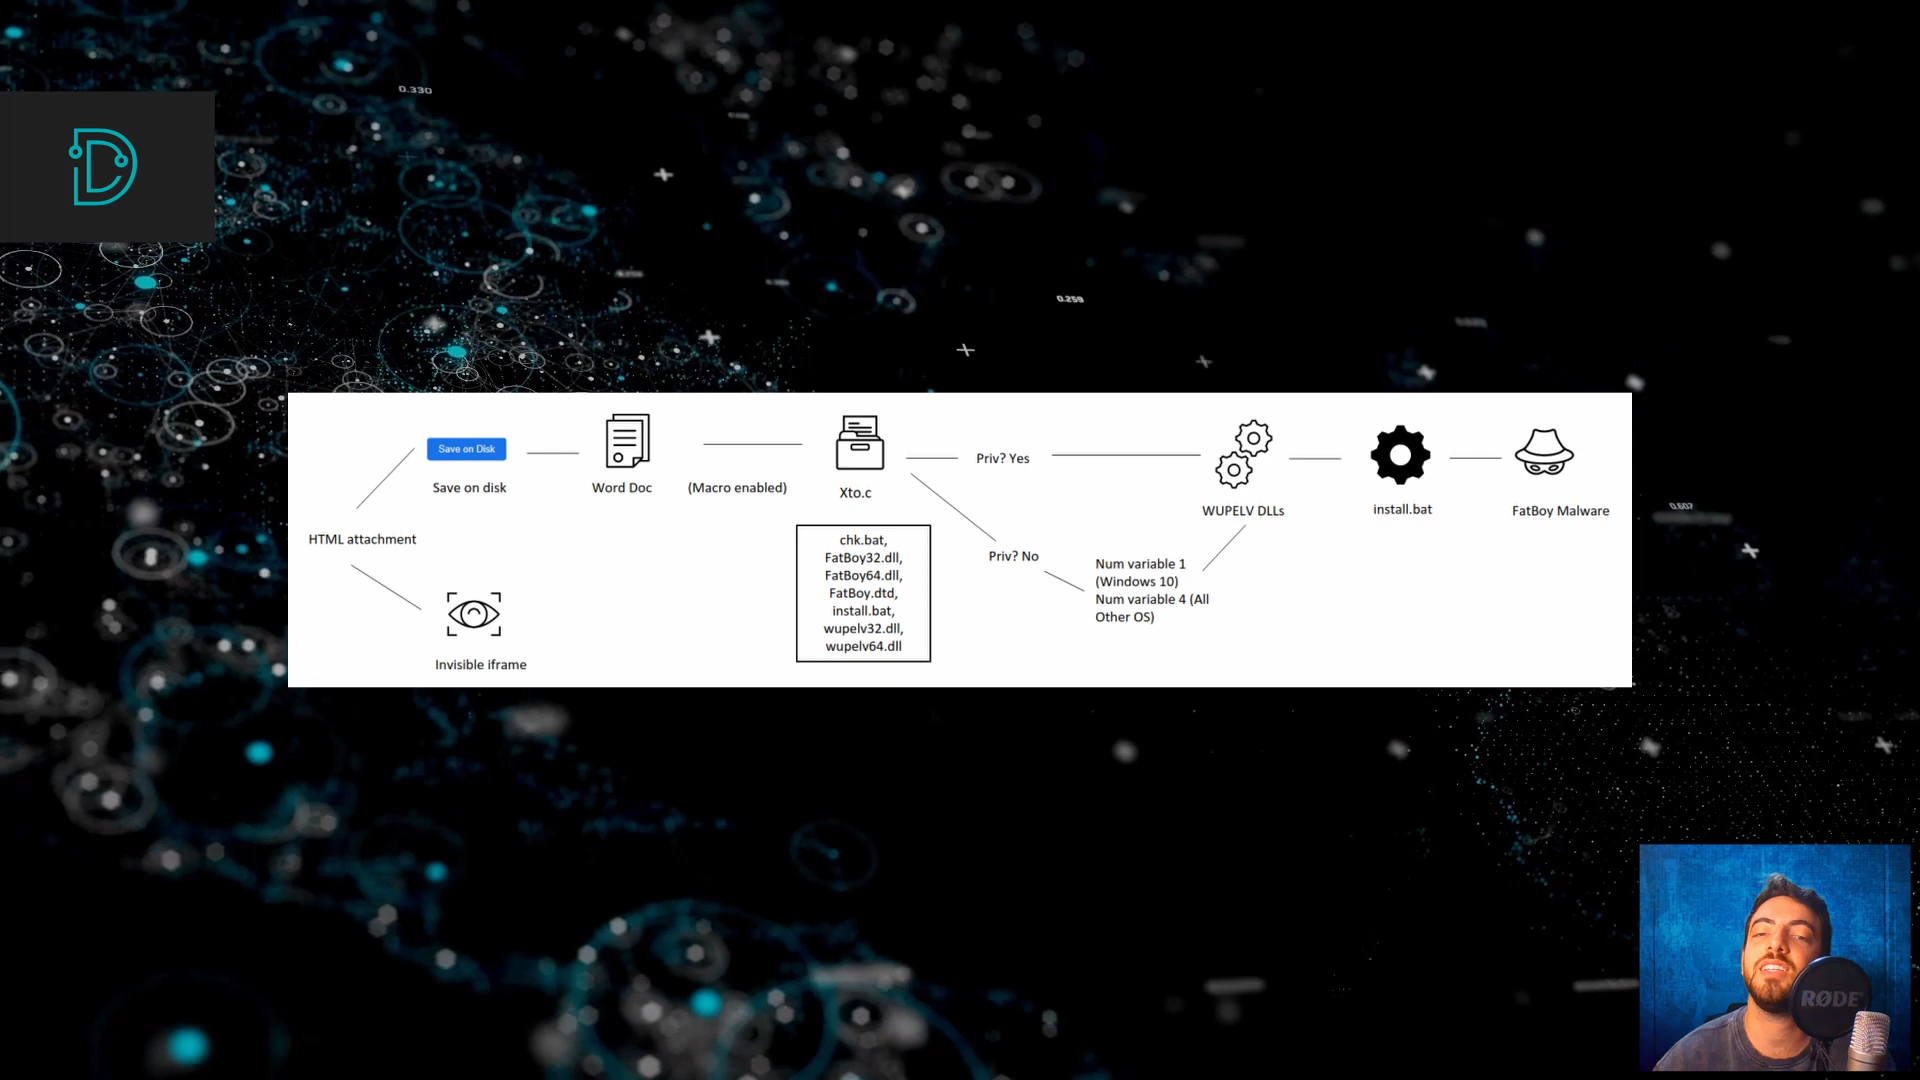 0.330
0.259
0.602
Save on Disk
Save on disk
Word Doc
(Macro enabled)
Xto.c
Priv? Yes
WUPELV DLLs
install.bat
FatBoy Malware
HTML attachment
Invisible iframe
chk.bat,
FatBoy32.dll,
FatBoy64.dll,
FatBoy.dtd,
install.bat,
wupelv32.dll,
wupelv64.dll
Priv? No
Num variable 1
(Windows 10)
Num variable 4 (All
Other OS)
RØDE